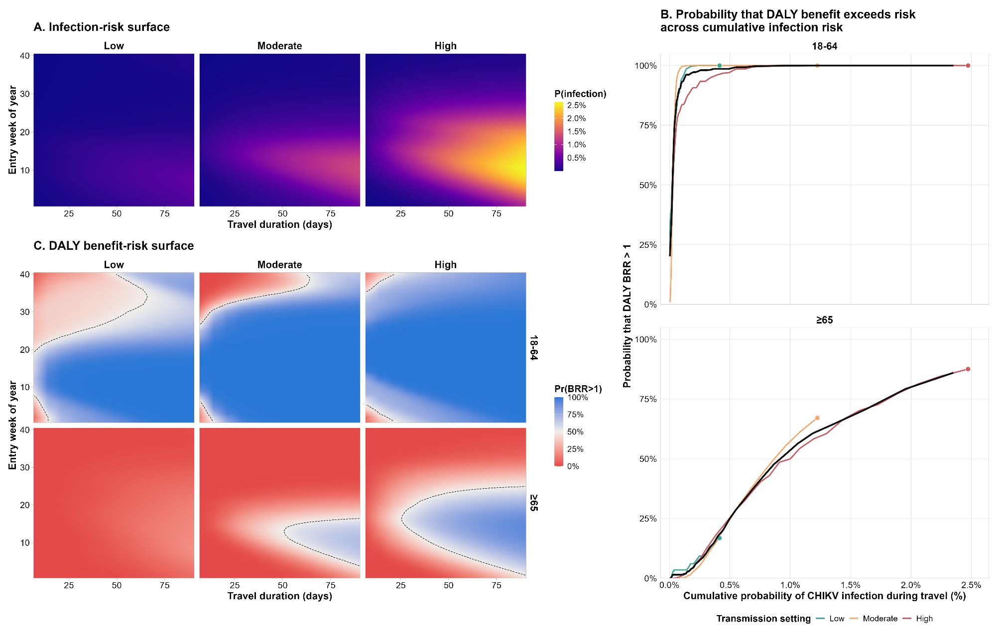 A. Infection-risk surface
Low Moderate High
Entry week of year
40
30
20
10
25 50 75 25 50 75 25 50 75
Travel duration (days)
P(infection)
2.5%
2.0%
1.5%
1.0%
0.5%
B. Probability that DALY benefit exceeds risk
across cumulative infection risk
18-64
100%
75%
50%
25%
0%
≥65
100%
75%
50%
25%
0%
Probability that DALY BRR > 1
0.0% 0.5% 1.0% 1.5% 2.0% 2.5%
Cumulative probability of CHIKV infection during travel (%)
Transmission setting Low Moderate High
C. DALY benefit-risk surface
Low Moderate High
Entry week of year
40
30
20
10
18-64
40
30
20
10
≥65
25 50 75 25 50 75 25 50 75
Travel duration (days)
Pr(BRR>1)
100%
75%
50%
25%
0%